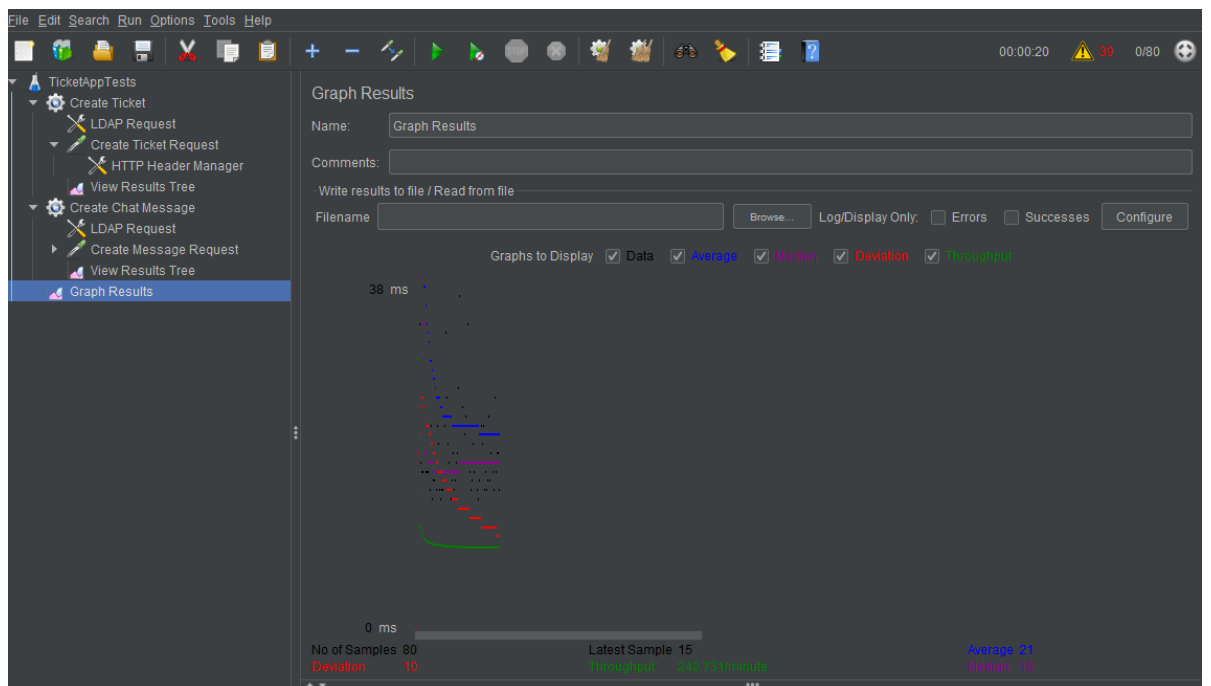 File Edit Search Run Options Tools Help
00:00:20 39 0/80
TicketAppTests
Create Ticket
LDAP Request
Create Ticket Request
HTTP Header Manager
View Results Tree
Create Chat Message
LDAP Request
Create Message Request
View Results Tree
Graph Results
Graph Results
Name: Graph Results
Comments:
Write results to file / Read from file
Filename Browse... Log/Display Only: Errors Successes Configure
Graphs to Display Data Average Median Deviation Throughput
38 ms
0 ms
No of Samples 80 Latest Sample 15 Average 21
Deviation 10 Throughput 242,731/minute Median